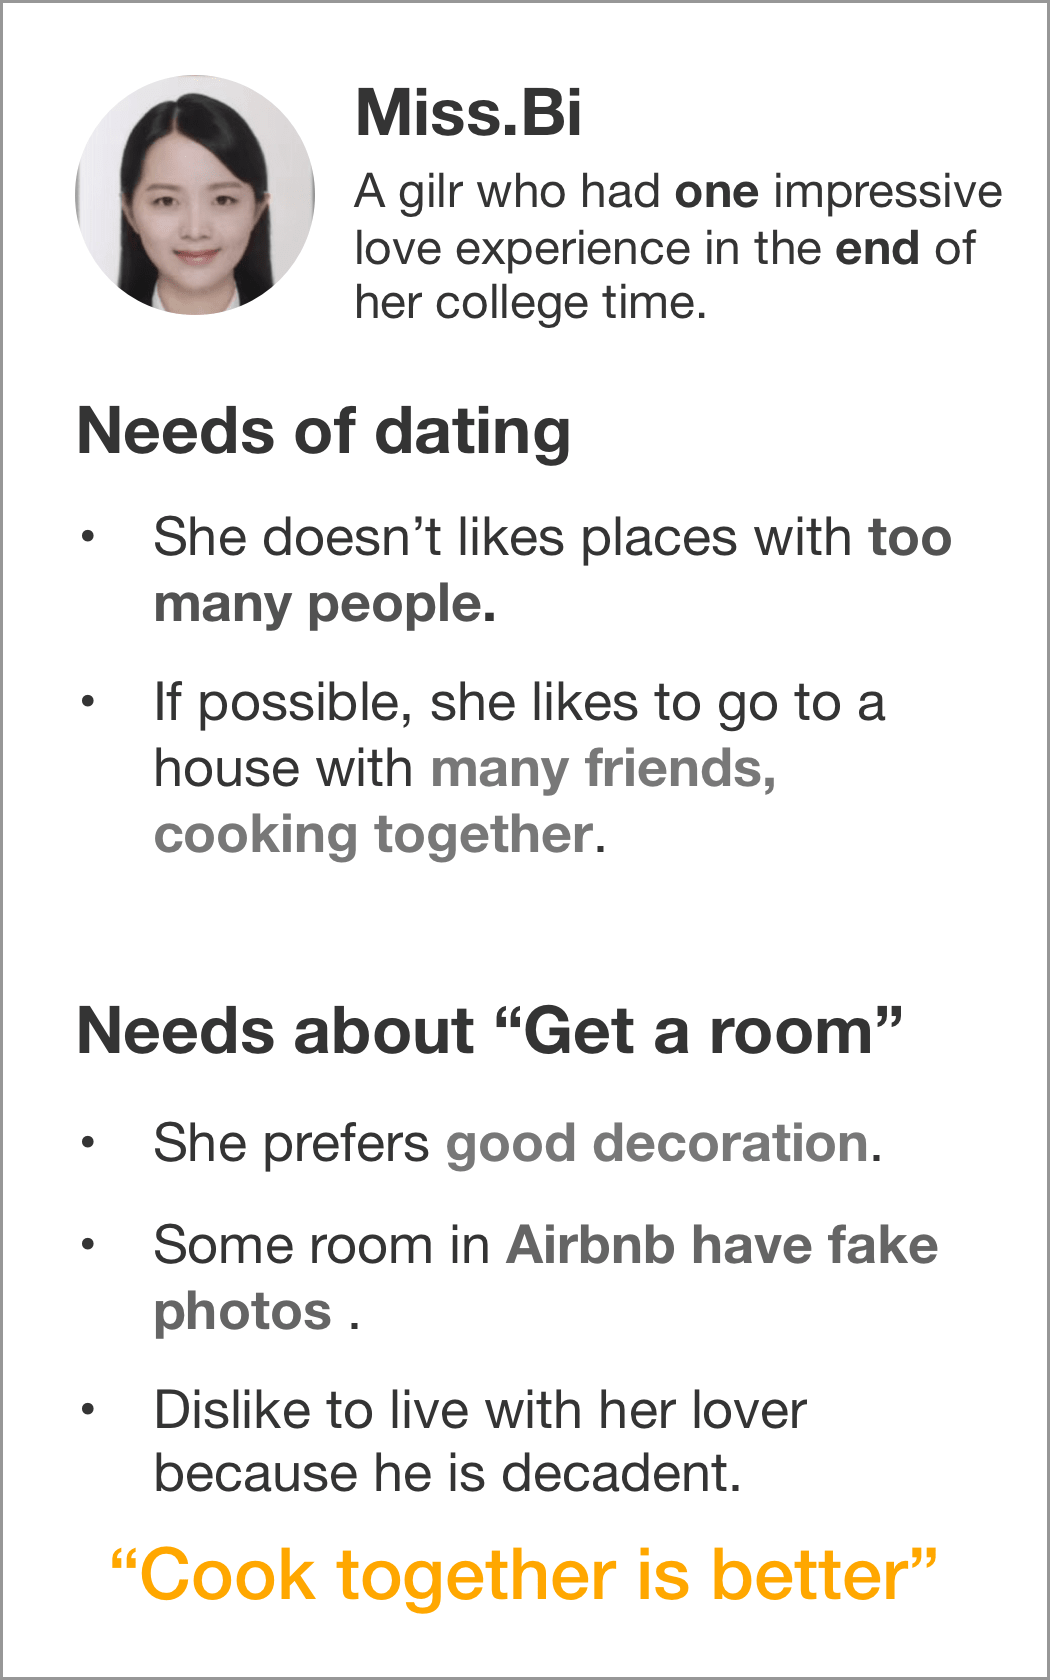 Miss.Bi
A gilr who had one impressive
love experience in the end of
her college time.
Needs of dating
• She doesn’t likes places with too
many people.
• If possible, she likes to go to a
house with many friends,
cooking together.
Needs about “Get a room”
• She prefers good decoration.
• Some room in Airbnb have fake
photos .
• Dislike to live with her lover
because he is decadent.
“Cook together is better”